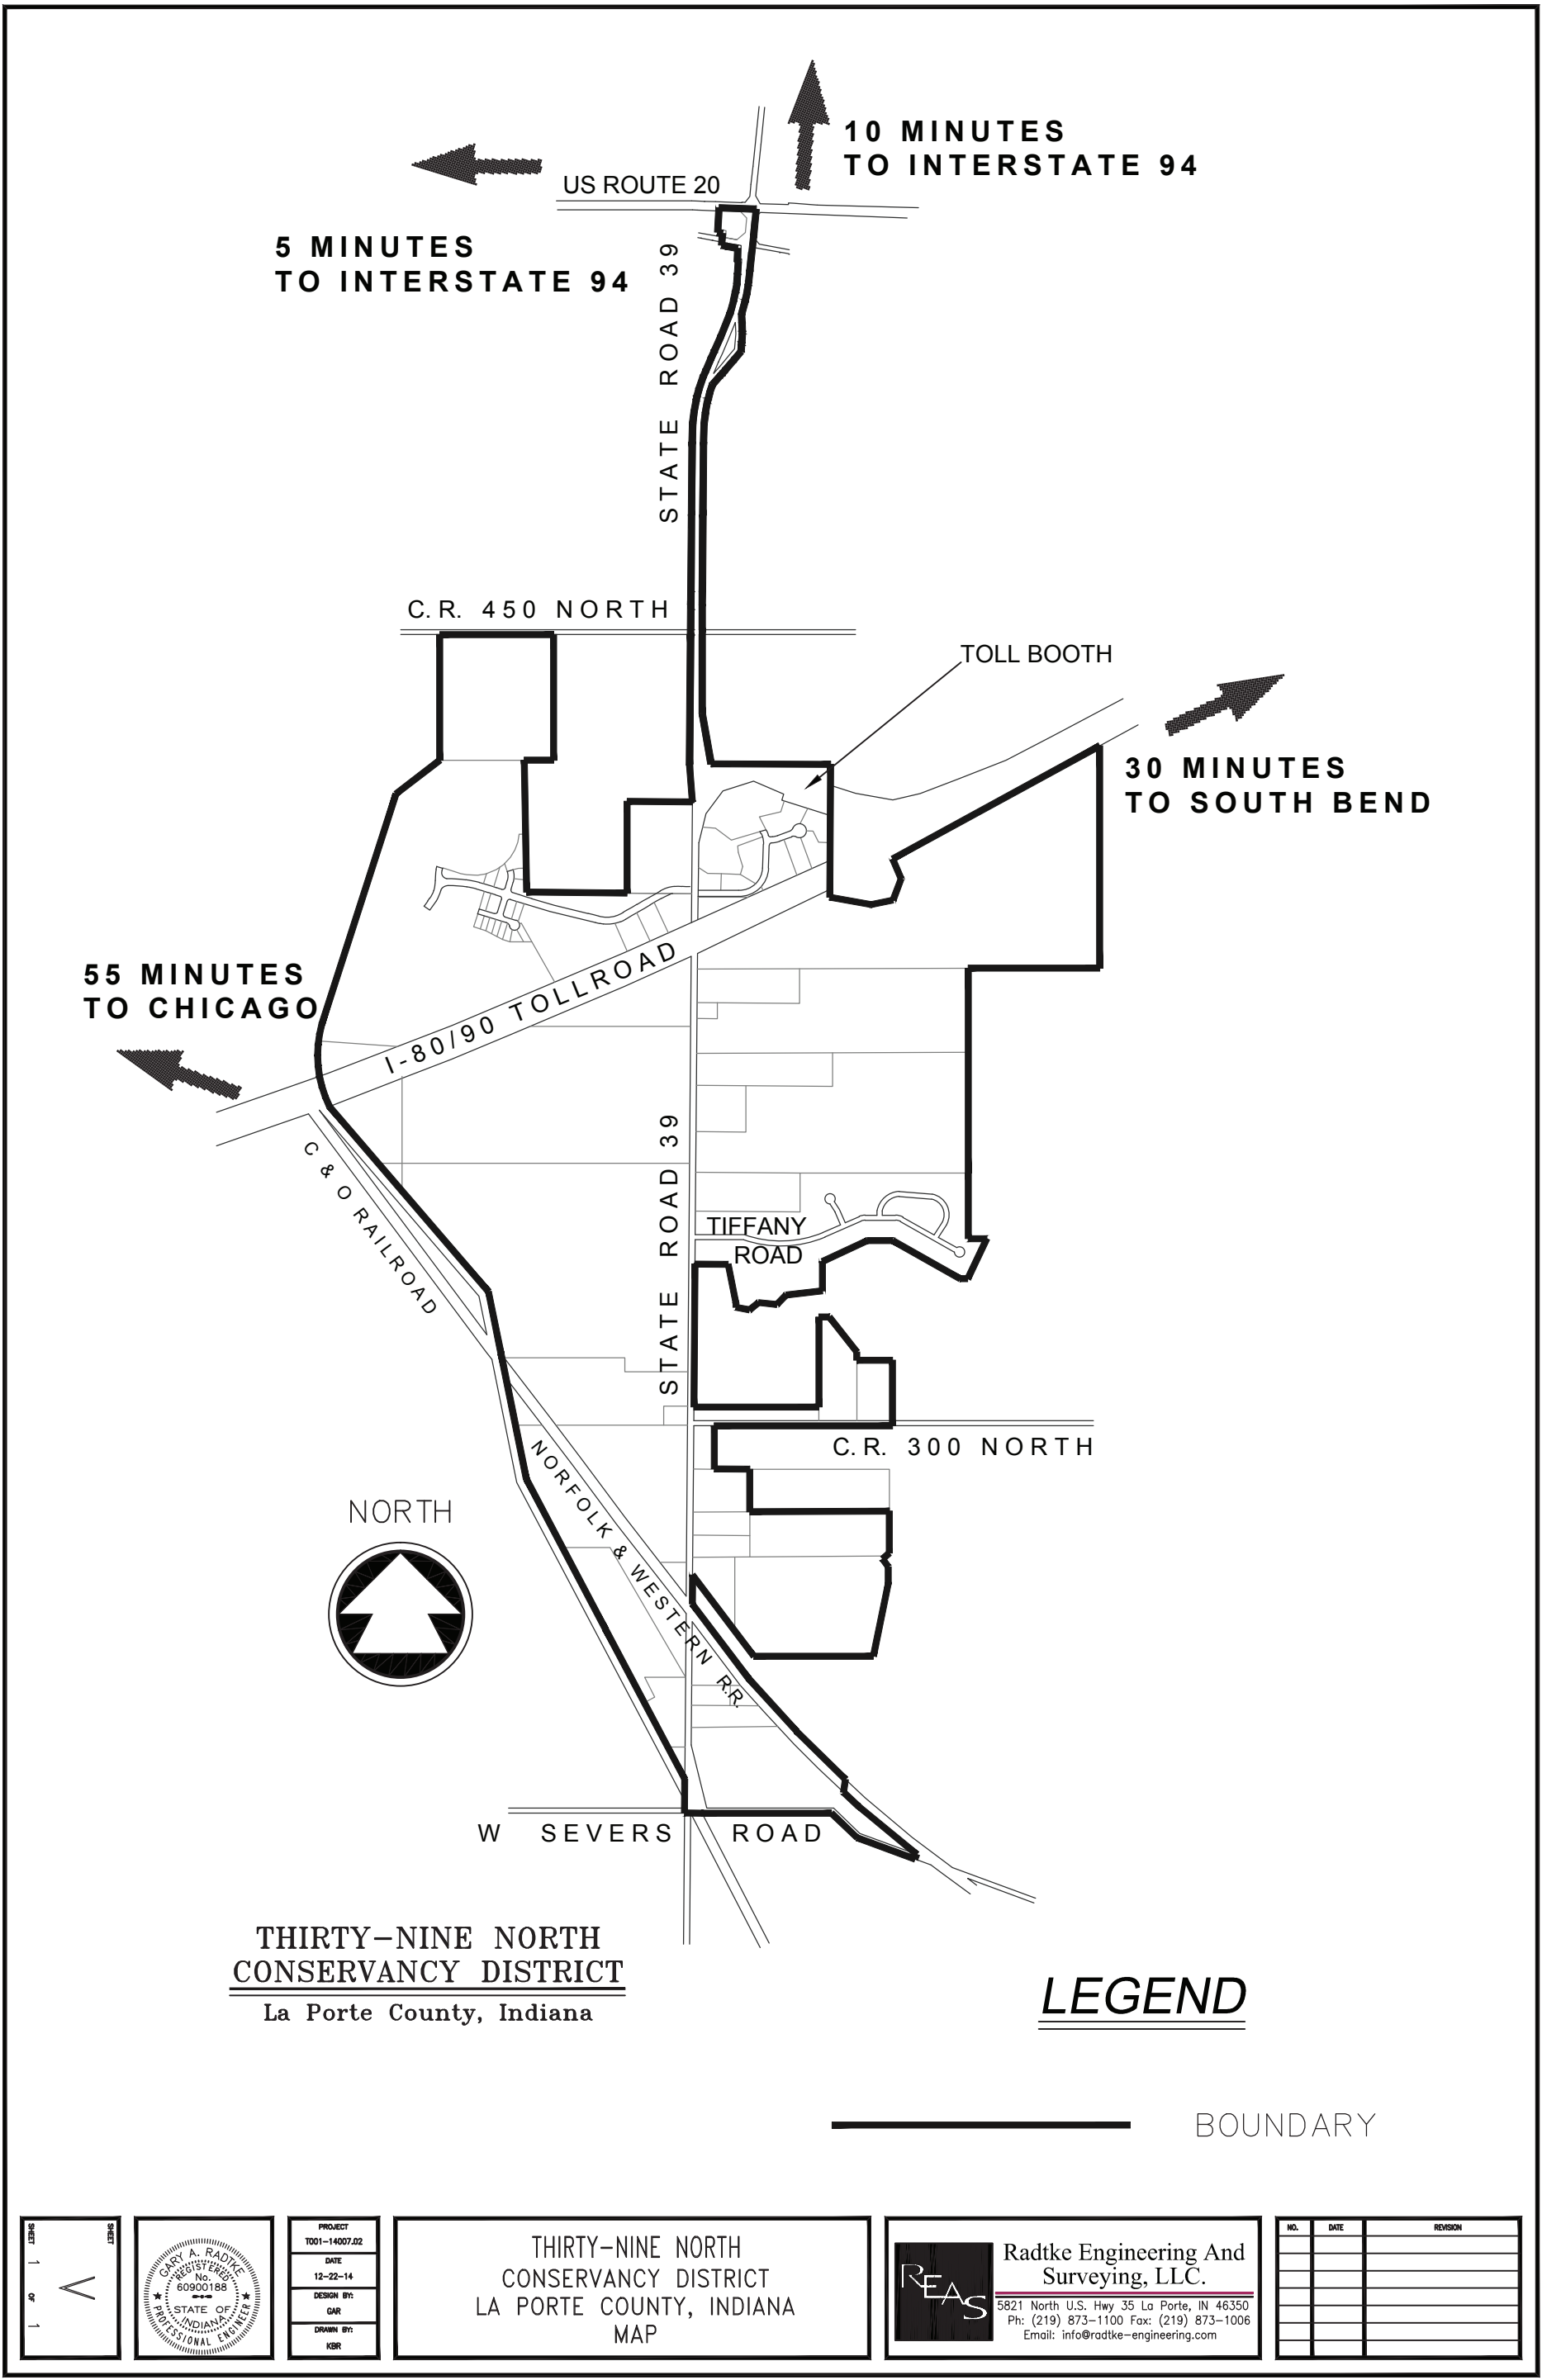 10 MINUTES
TO INTERSTATE 94
US ROUTE 20
5 MINUTES
TO INTERSTATE 94
STATE ROAD 39
C.R. 450 NORTH
TOLL BOOTH
30 MINUTES
TO SOUTH BEND
55 MINUTES
TO CHICAGO
I-80/90 TOLLROAD
C & O RAILROAD
STATE ROAD 39
TIFFANY
ROAD
C.R. 300 NORTH
NORFOLK & WESTERN R.R.
NORTH
W SEVERS ROAD
THIRTY-NINE NORTH
CONSERVANCY DISTRICT
La Porte County, Indiana
LEGEND
BOUNDARY
SHEET
SHEET 1 OF 1
GARY A. RADTKE
REGISTERED
No.
60900188
STATE OF
INDIANA
PROFESSIONAL ENGINEER
PROJECT
T001-14007.02
DATE
12-22-14
DESIGN BY:
GAR
DRAWN BY:
KBR
THIRTY-NINE NORTH
CONSERVANCY DISTRICT
LA PORTE COUNTY, INDIANA
MAP
REAS
Radtke Engineering And
Surveying, LLC.
5821 North U.S. Hwy 35 La Porte, IN 46350
Ph: (219) 873-1100 Fax: (219) 873-1006
Email: info@radtke-engineering.com
NO. DATE REVISION